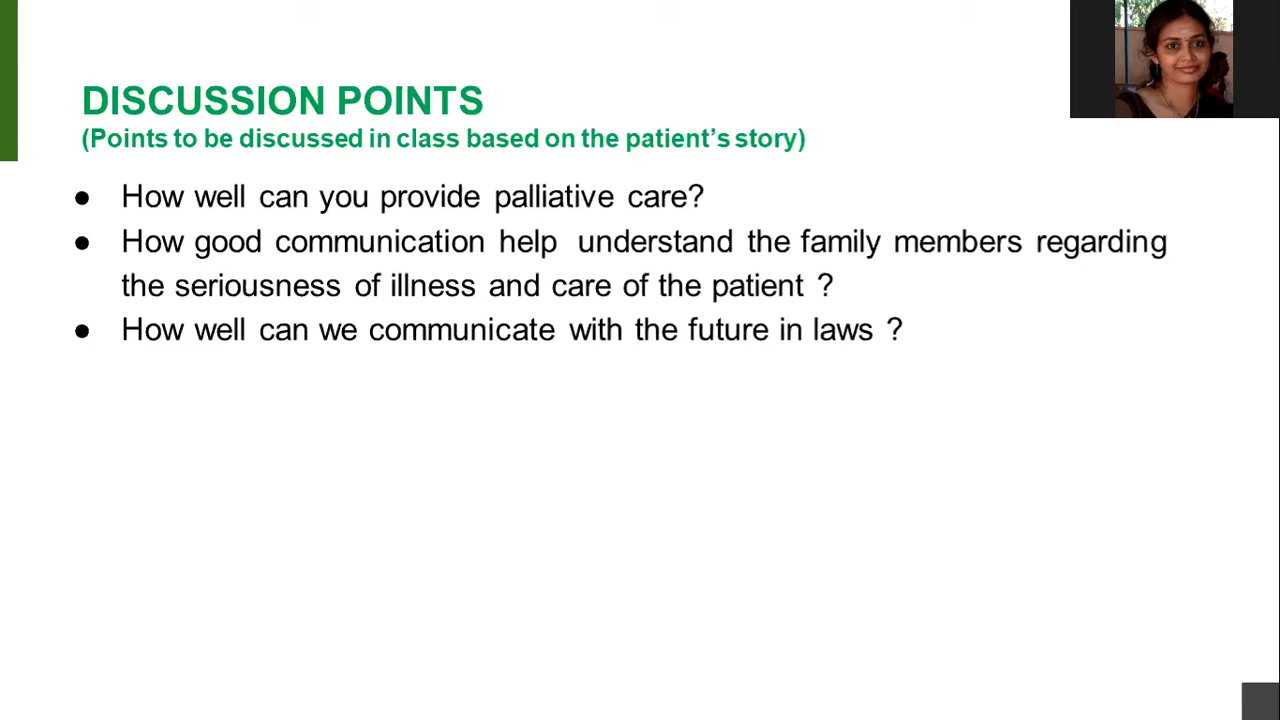 DISCUSSION POINTS
(Points to be discussed in class based on the patient’s story)
● How well can you provide palliative care?
● How good communication help understand the family members regarding
the seriousness of illness and care of the patient ?
● How well can we communicate with the future in laws ?